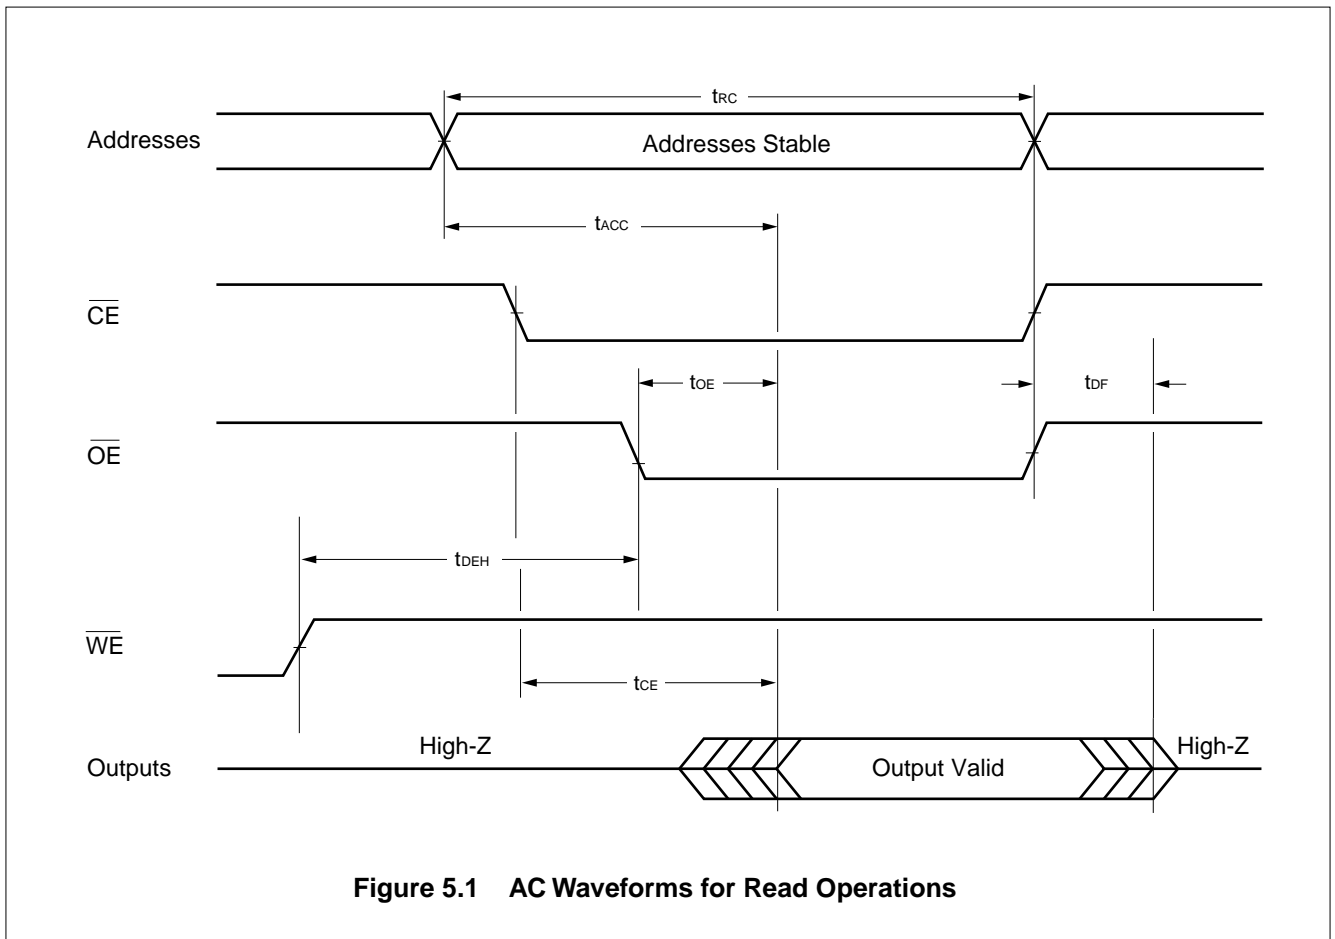 tRC
Addresses
Addresses Stable
tACC
CE
tOE
tDF
OE
tDEH
WE
tCE
High-Z
High-Z
Outputs
Output Valid
Figure 5.1 AC Waveforms for Read Operations